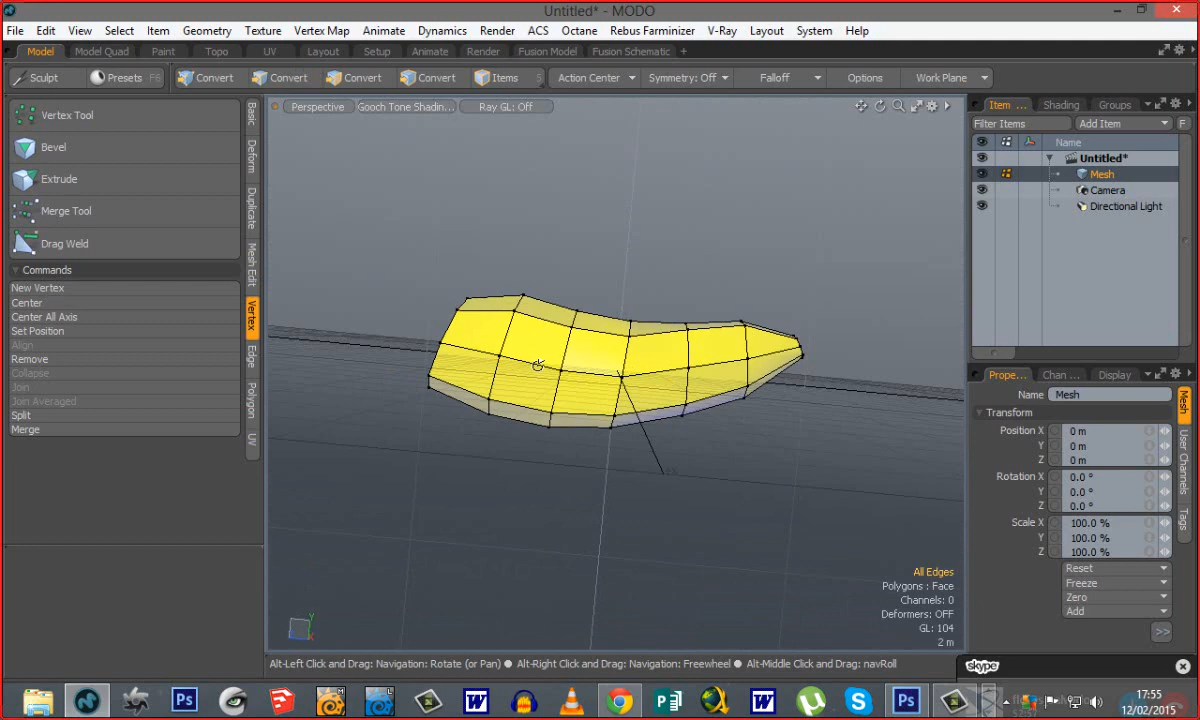 Untitled* - MODO
File Edit View Select Item Geometry Texture Vertex Map Animate Dynamics Render ACS Octane Rebus Farminizer V-Ray Layout System Help
Model Model Quad Paint Topo UV Layout Setup Animate Render Fusion Model Fusion Schematic +
Sculpt Presets F6 Convert Convert Convert Convert Items 5 Action Center Symmetry: Off Falloff Options Work Plane
Perspective Gooch Tone Shadin... Ray GL: Off
Vertex Tool
Bevel
Extrude
Merge Tool
Drag Weld
Commands
New Vertex
Center
Center All Axis
Set Position
Align
Remove
Collapse
Join
Join Averaged
Split
Merge
Basic
Deform
Duplicate
Mesh Edit
Vertex
Edge
Polygon
UV
Item ... Shading Groups
Filter Items Add Item F
Name
Untitled*
Mesh
Camera
Directional Light
Prope... Chan ... Display
Name Mesh
Transform
Position X 0 m
Y 0 m
Z 0 m
Rotation X 0.0 °
Y 0.0 °
Z 0.0 °
Scale X 100.0 %
Y 100.0 %
Z 100.0 %
Reset
Freeze
Zero
Add
>>
Mesh
User Channels
Tags
All Edges
Polygons : Face
Channels: 0
Deformers: OFF
GL: 104
2 m
Alt-Left Click and Drag: Navigation: Rotate (or Pan) ● Alt-Right Click and Drag: Navigation: Freewheel ● Alt-Middle Click and Drag: navRoll
skype
17:55
12/02/2015